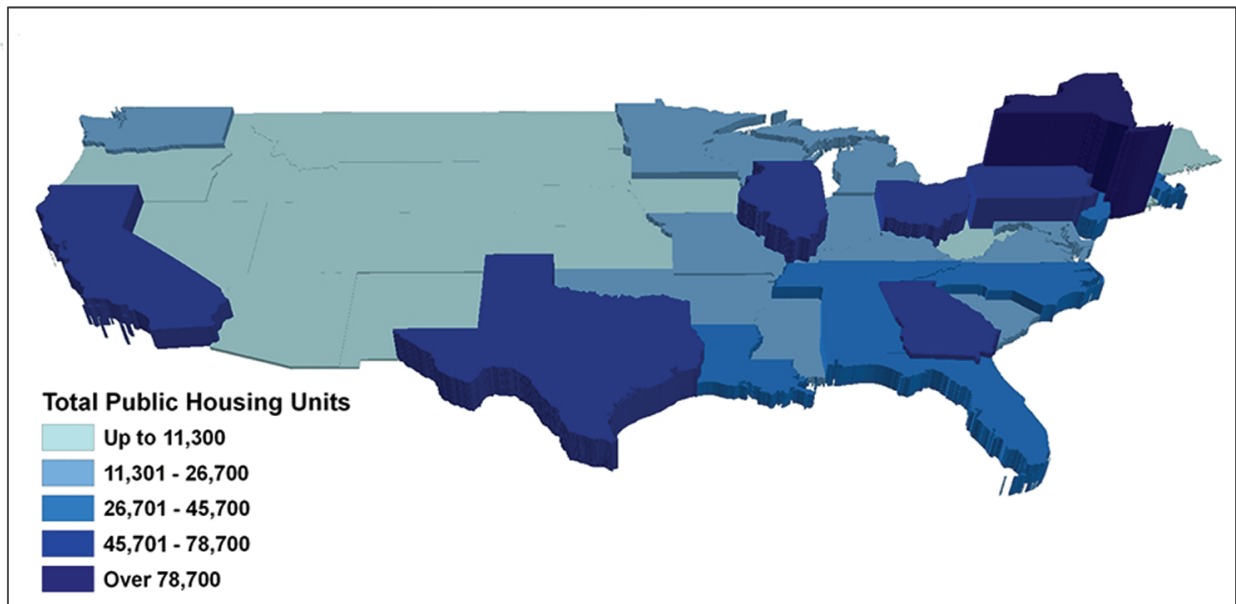 Total Public Housing Units
Up to 11,300
11,301 - 26,700
26,701 - 45,700
45,701 - 78,700
Over 78,700